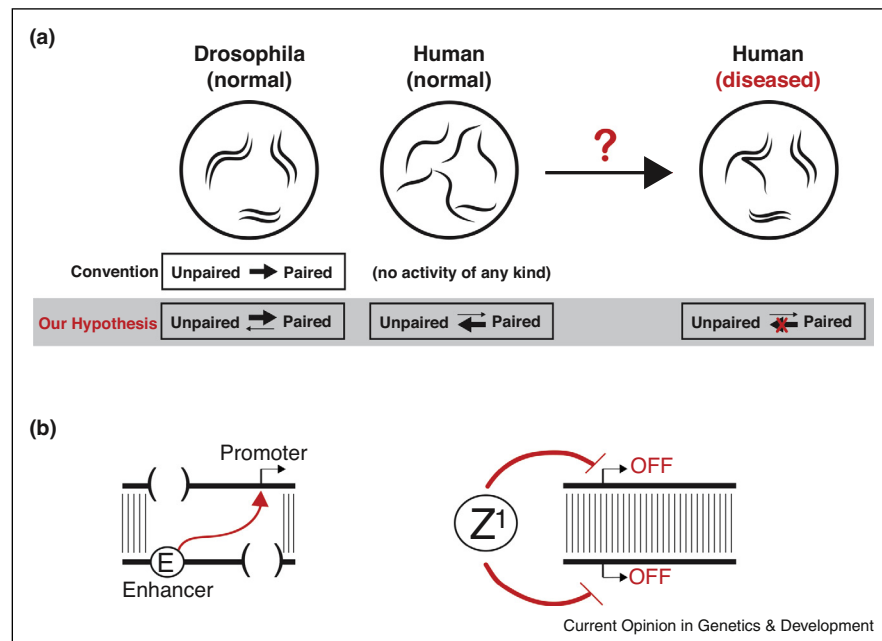 (a)
Drosophila
(normal)
Human
(normal)
Human
(diseased)
?
Convention
Unpaired Paired
(no activity of any kind)
Our Hypothesis
Unpaired Paired
Unpaired Paired
Unpaired Paired
(b)
Promoter
( )
E
( )
Enhancer
Z1
OFF
OFF
Current Opinion in Genetics & Development